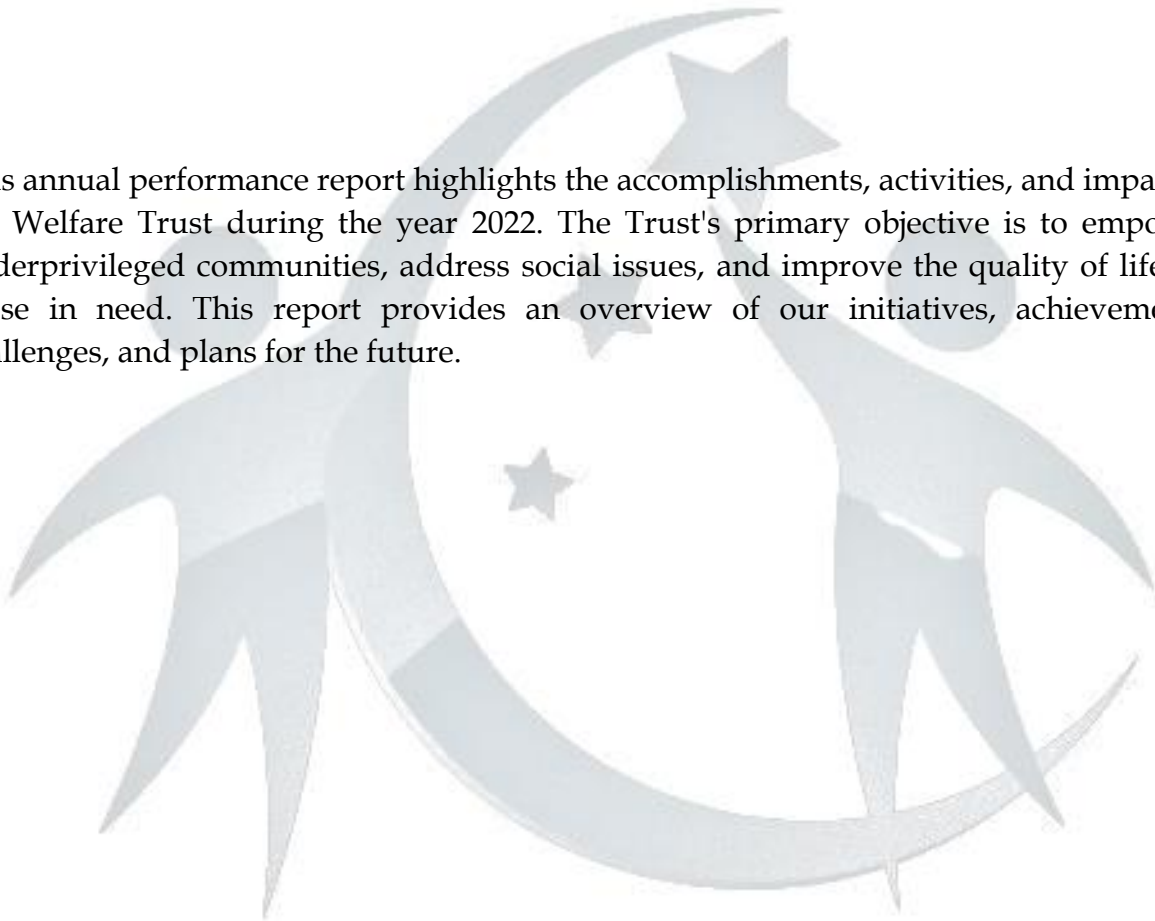 s annual performance report highlights the accomplishments, activities, and impa
Welfare Trust during the year 2022. The Trust's primary objective is to empo
derprivileged communities, address social issues, and improve the quality of life
se in need. This report provides an overview of our initiatives, achieveme
llenges, and plans for the future.